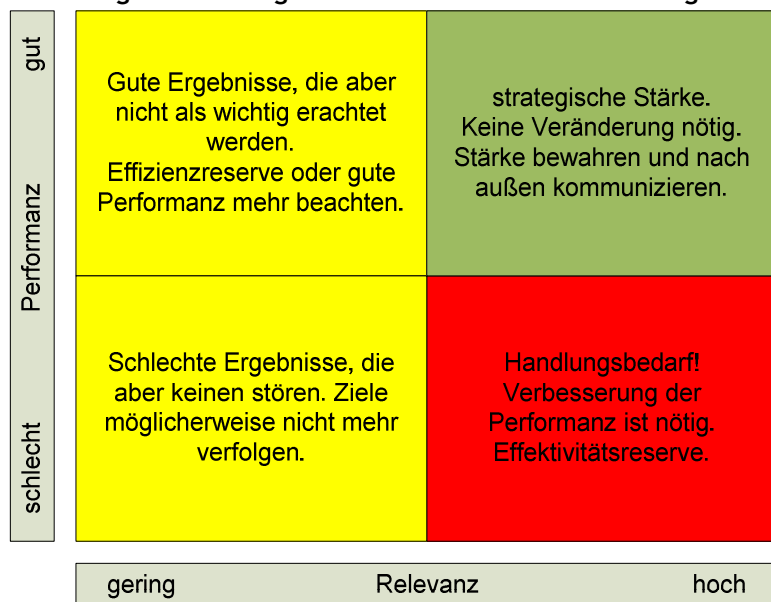 gut
Performanz
schlecht
Gute Ergebnisse, die aber
nicht als wichtig erachtet
werden.
Effizienzreserve oder gute
Performanz mehr beachten.
strategische Stärke.
Keine Veränderung nötig.
Stärke bewahren und nach
außen kommunizieren.
Schlechte Ergebnisse, die
aber keinen stören. Ziele
möglicherweise nicht mehr
verfolgen.
Handlungsbedarf!
Verbesserung der
Performanz ist nötig.
Effektivitätsreserve.
gering Relevanz hoch